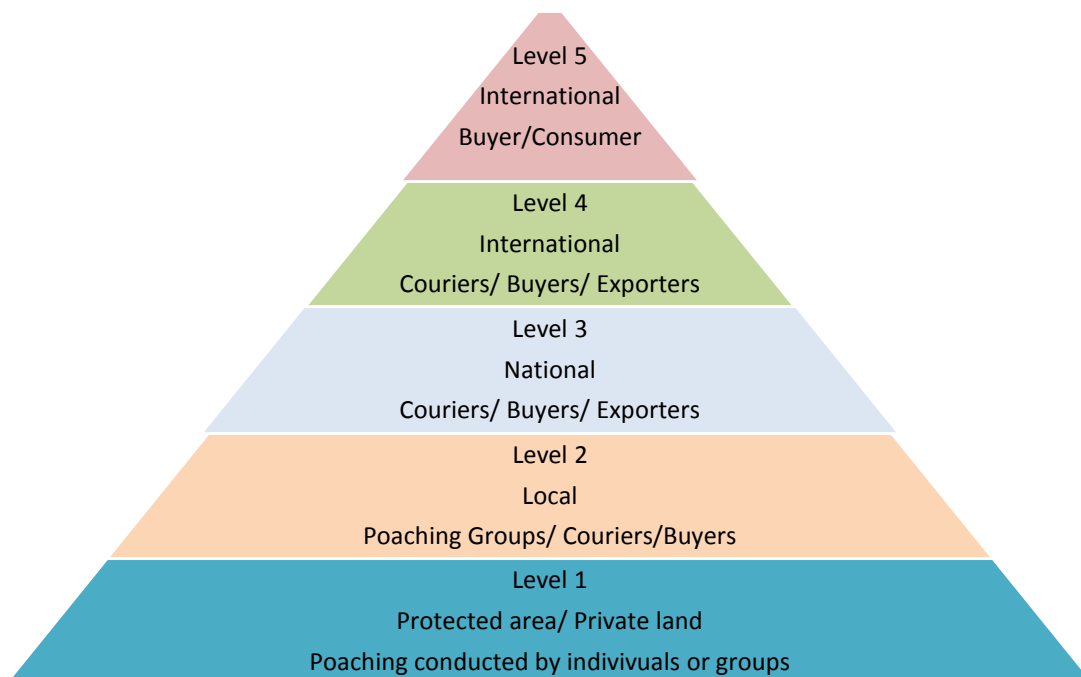 Level 5
International
Buyer/Consumer
Level 4
International
Couriers/ Buyers/ Exporters
Level 3
National
Couriers/ Buyers/ Exporters
Level 2
Local
Poaching Groups/ Couriers/Buyers
Level 1
Protected area/ Private land
Poaching conducted by indivivuals or groups